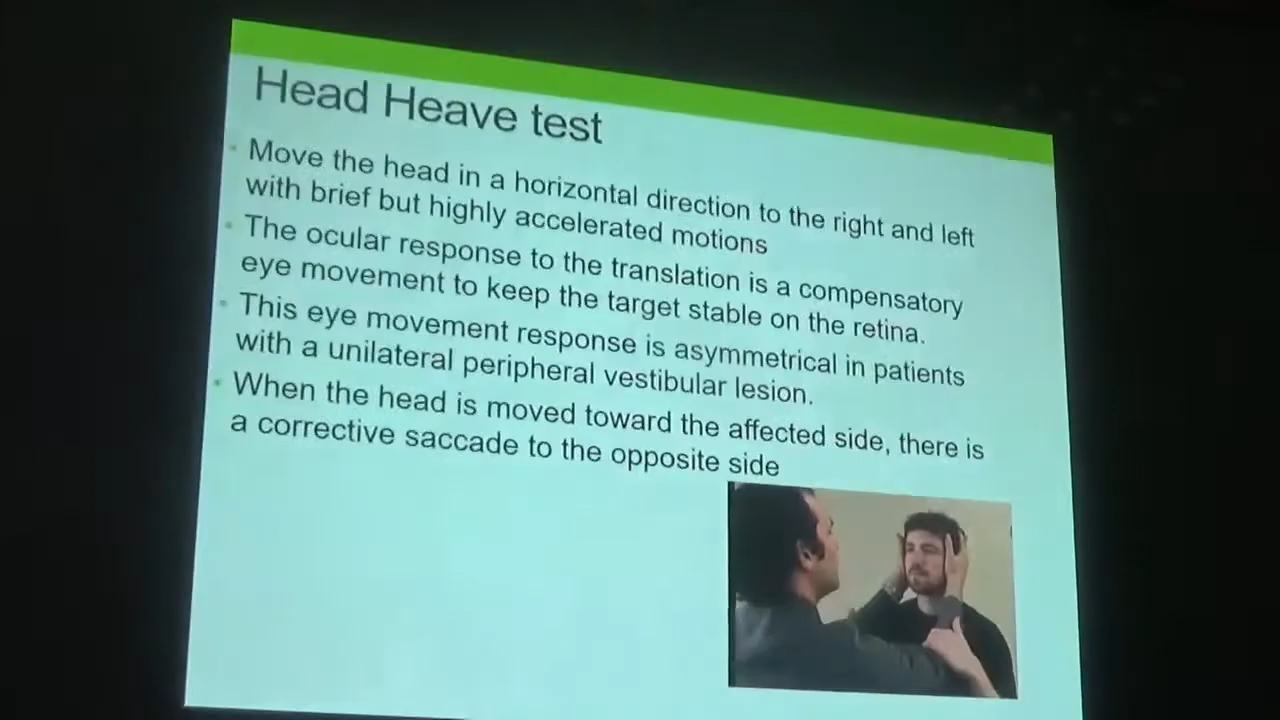 Head Heave test
Move the head in a horizontal direction to the right and left
with brief but highly accelerated motions
The ocular response to the translation is a compensatory
eye movement to keep the target stable on the retina.
This eye movement response is asymmetrical in patients
with a unilateral peripheral vestibular lesion.
When the head is moved toward the affected side, there is
a corrective saccade to the opposite side